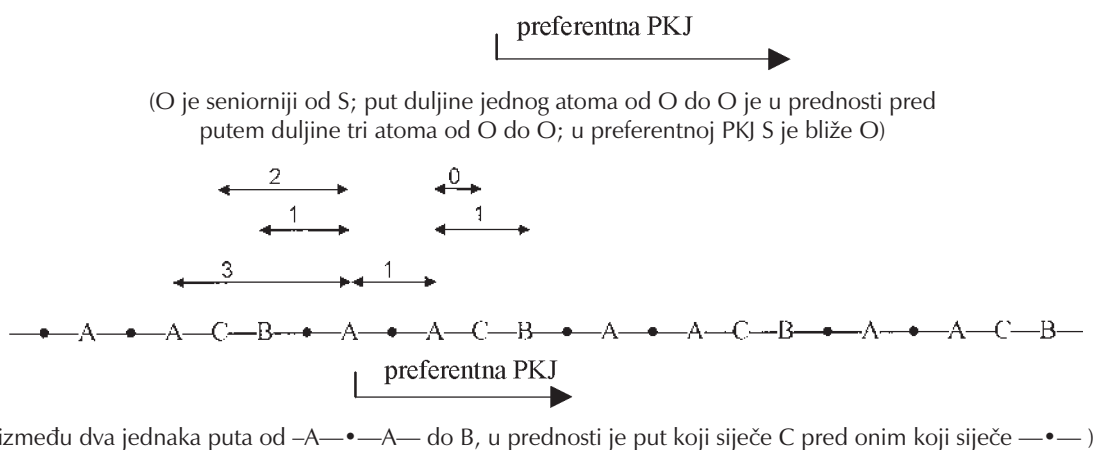 preferentna PKJ
(O je seniorniji od S; put duljine jednog atoma od O do O je u prednosti pred
putem duljine tri atoma od O do O; u preferentnoj PKJ S je bliže O)
2 0
1 1
3 1
—•—A—•—A—C—B—•—A—•—A—C—B—•—A—•—A—C—B—•—A—•—A—C—B—
preferentna PKJ
između dva jednaka puta od –A—•—A— do B, u prednosti je put koji siječe C pred onim koji siječe —•— )